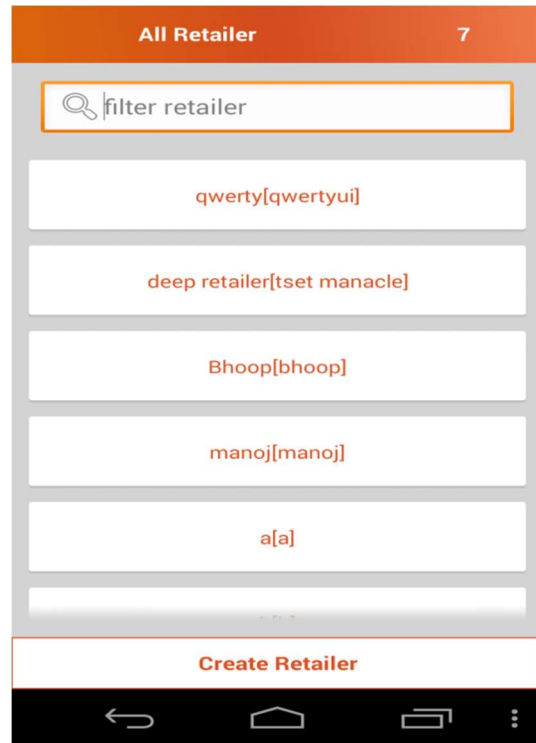 All Retailer 7
filter retailer
qwerty[qwertyui]
deep retailer[tset manacle]
Bhoop[bhoop]
manoj[manoj]
a[a]
Create Retailer